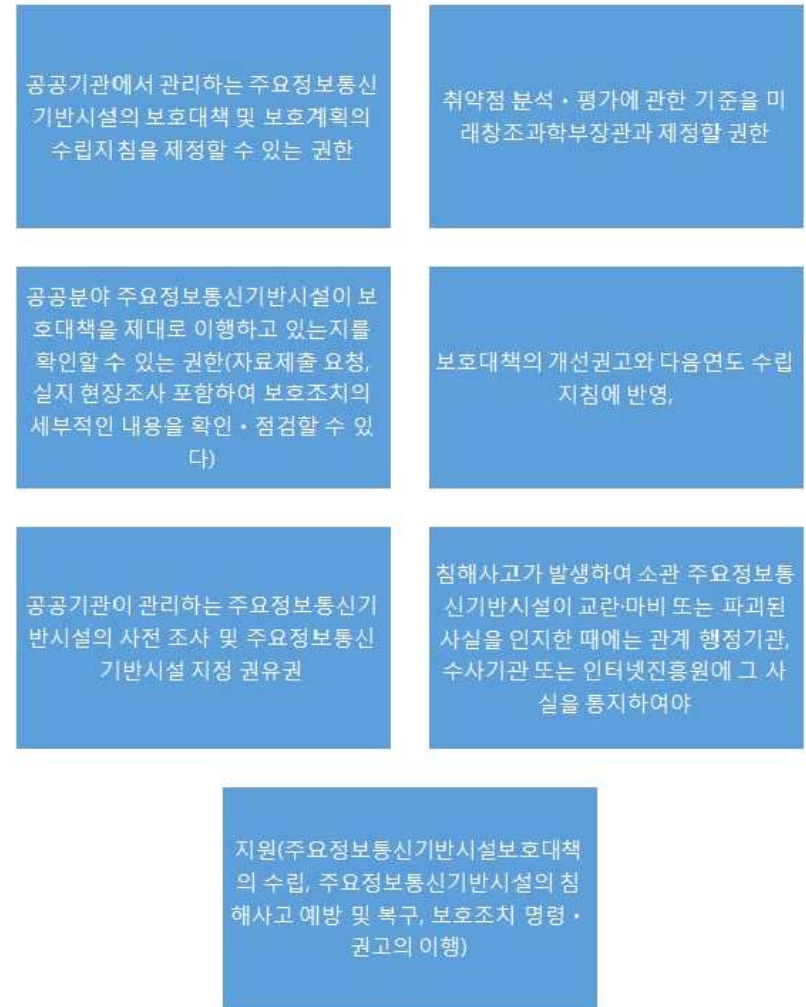 공공기관에서 관리하는 주요정보통신
기반시설의 보호대책 및 보호계획의
수립지침을 제정할 수 있는 권한
취약점 분석・평가에 관한 기준을 미
래창조과학부장관과 제정할 권한
공공분야 주요정보통신기반시설이 보
호대책을 제대로 이행하고 있는지를
확인할 수 있는 권한(자료제출 요청,
실지 현장조사 포함하여 보호조치의
세부적인 내용을 확인・점검할 수 있
다)
보호대책의 개선권고와 다음연도 수립
지침에 반영,
공공기관이 관리하는 주요정보통신기
반시설의 사전 조사 및 주요정보통신
기반시설 지정 권유권
침해사고가 발생하여 소관 주요정보통
신기반시설이 교란·마비 또는 파괴된
사실을 인지한 때에는 관계 행정기관,
수사기관 또는 인터넷진흥원에 그 사
실을 통지하여야
지원(주요정보통신기반시설보호대책
의 수립, 주요정보통신기반시설의 침
해사고 예방 및 복구, 보호조치 명령・
권고의 이행)